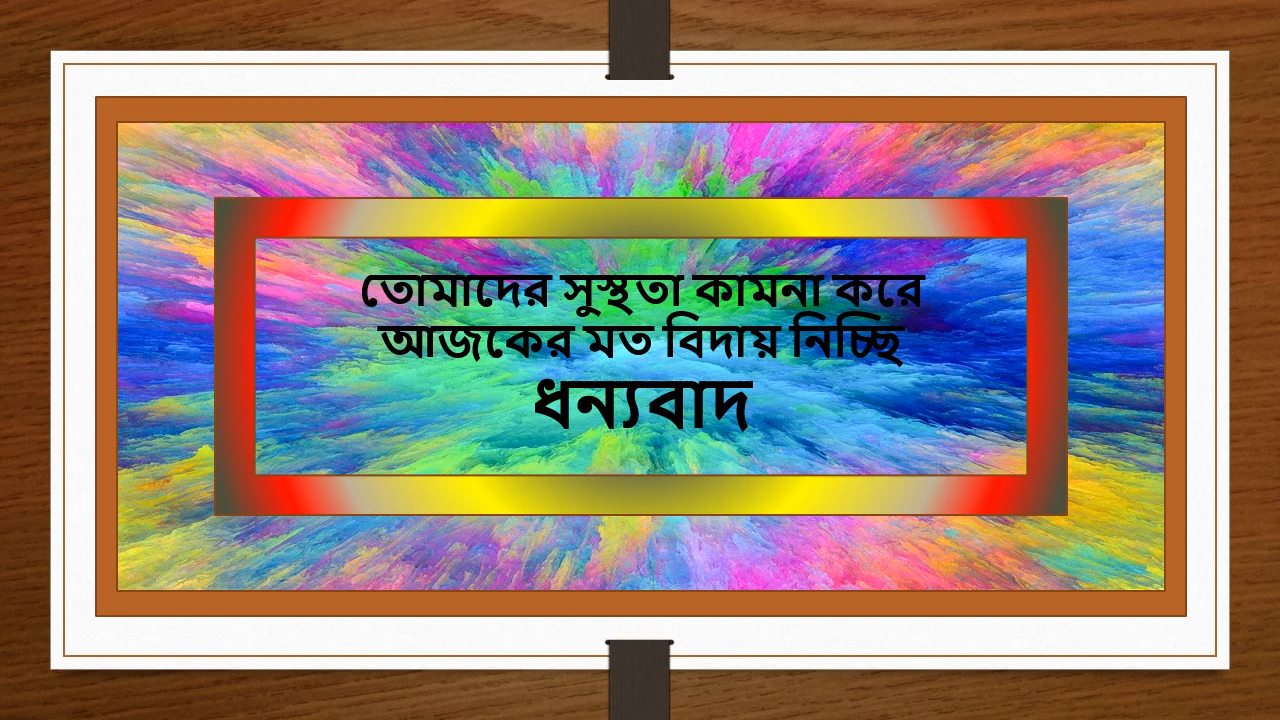 তোমাদের সুস্থতা কামনা করে
আজকের মত বিদায় নিচ্ছি
ধন্যবাদ